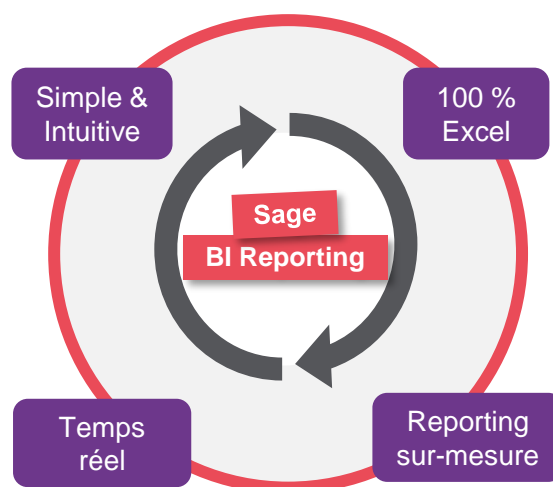 Simple &
Intuitive
100 %
Excel
Sage
BI Reporting
Temps
réel
Reporting
sur-mesure